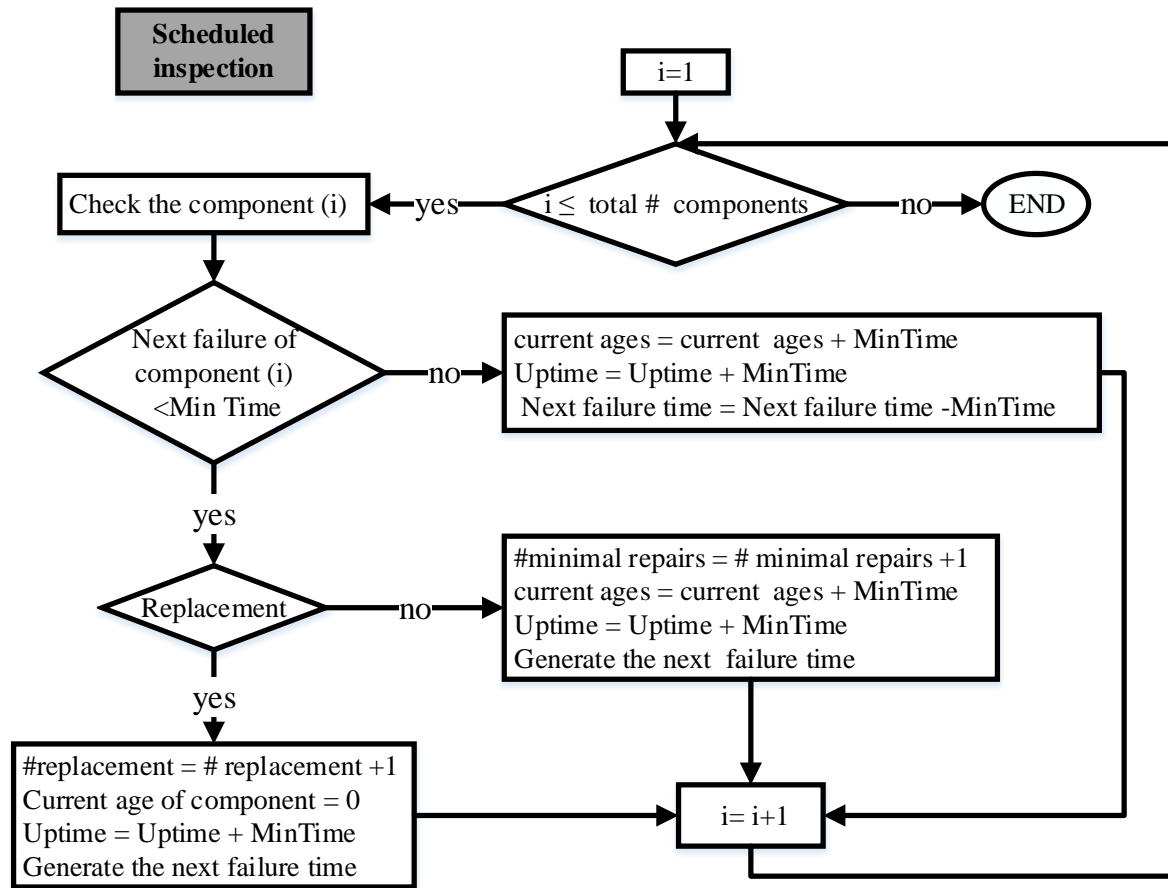 Scheduled
inspection
i=1
i ≤ total # components
yes
no
END
Check the component (i)
Next failure of
component (i)
<Min Time
no
current ages = current ages + MinTime
Uptime = Uptime + MinTime
Next failure time = Next failure time -MinTime
yes
Replacement
no
#minimal repairs = # minimal repairs +1
current ages = current ages + MinTime
Uptime = Uptime + MinTime
Generate the next failure time
yes
#replacement = # replacement +1
Current age of component = 0
Uptime = Uptime + MinTime
Generate the next failure time
i= i+1